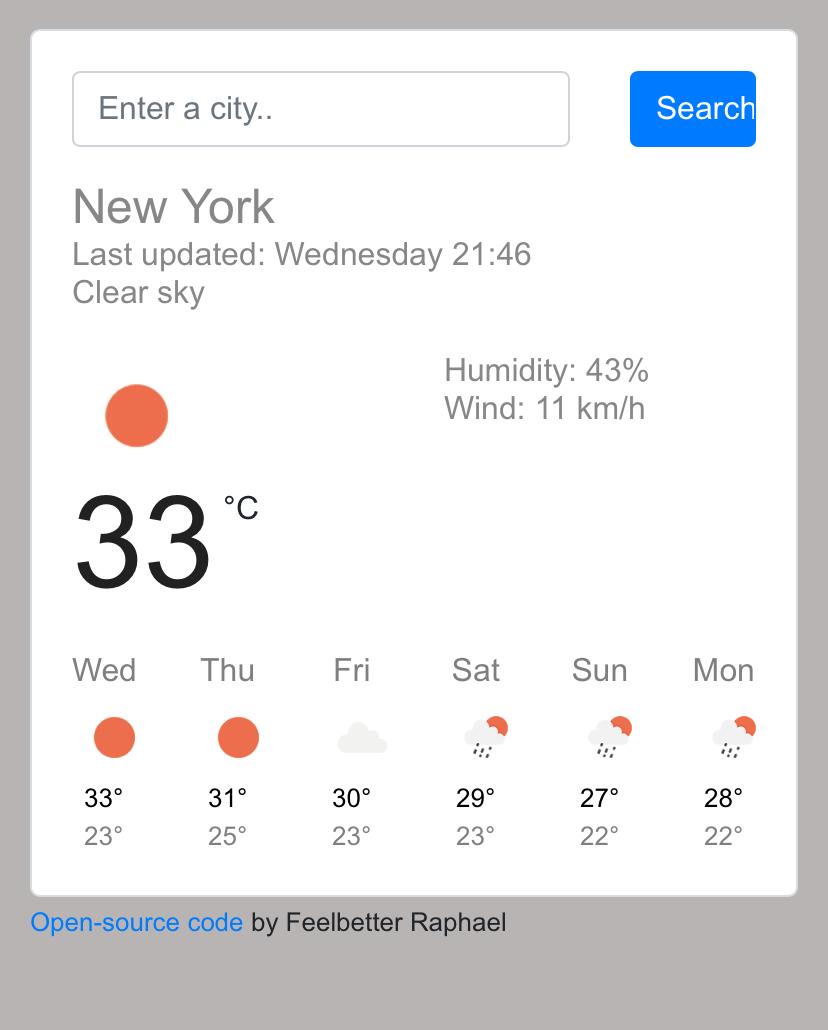 Enter a city..
Search
New York
Last updated: Wednesday 21:46
Clear sky
Humidity: 43%
Wind: 11 km/h
33 °C
Wed Thu Fri Sat Sun Mon
33° 31° 30° 29° 27° 28°
23° 25° 23° 23° 22° 22°
Open-source code by Feelbetter Raphael